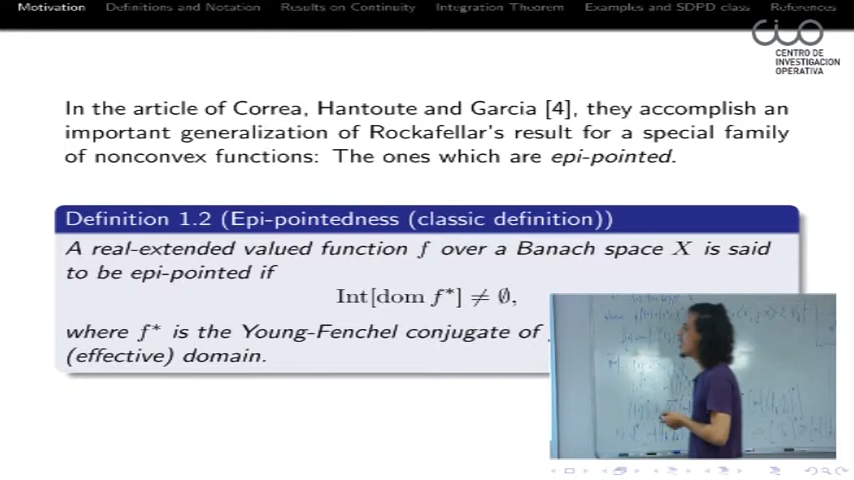 Motivation Definitions and Notation Results on Continuity Integration Theorem Examples and SDPD class References
CENTRO DE
INVESTIGACION
OPERATIVA
In the article of Correa, Hantoute and Garcia [4], they accomplish an
important generalization of Rockafellar's result for a special family
of nonconvex functions: The ones which are epi-pointed.
Definition 1.2 (Epi-pointedness (classic definition))
A real-extended valued function f over a Banach space X is said
to be epi-pointed if
Int[dom f*] ≠ ∅,
where f* is the Young-Fenchel conjugate of
(effective) domain.